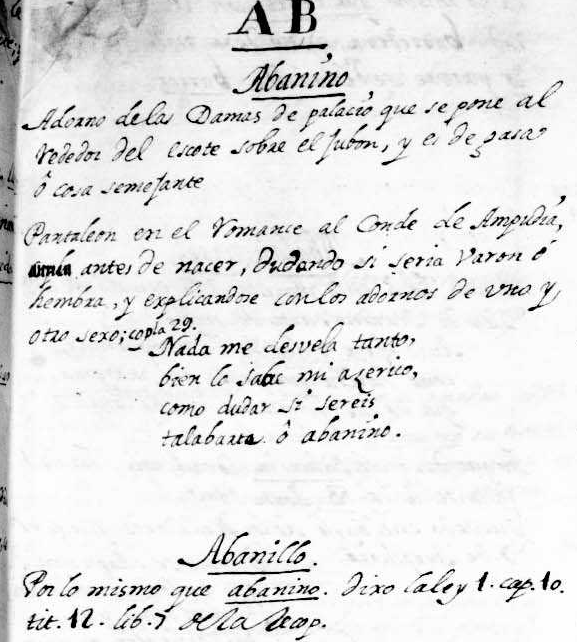 AB
Abanino
Adorno delas Damas de palacio que se pone al
rededor del escote sobre el Jubon, y es de gasa
ô cosa semejante
Pantaleon en el Romance al Conde de Ampudia,
antes de nacer, dudando si seria Varon ó
hembra, y explicandose con los adornos de vno y
otro sexo; copla 29.
Nada me desvela tanto,
bien lo sabe mi azerico,
como dudar si sereis
talabarte ô abanino.
Abanillo.
Por lo mismo que abanino. dixo la ley 1. cap. 10.
tit. 12. lib. 7 de la Recop.